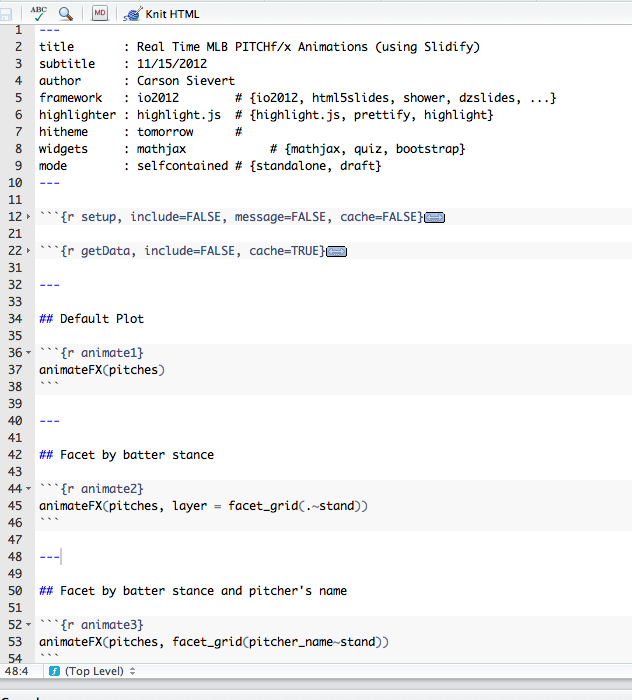 ABC MD Knit HTML
1 ---
2 title : Real Time MLB PITCHf/x Animations (using Slidify)
3 subtitle : 11/15/2012
4 author : Carson Sievert
5 framework : io2012 # {io2012, html5slides, shower, dzslides, ...}
6 highlighter : highlight.js # {highlight.js, prettify, highlight}
7 hitheme : tomorrow #
8 widgets : mathjax # {mathjax, quiz, bootstrap}
9 mode : selfcontained # {standalone, draft}
10 ---
11
12 ```{r setup, include=FALSE, message=FALSE, cache=FALSE}
21
22 ```{r getData, include=FALSE, cache=TRUE}
31
32 ---
33
34 ## Default Plot
35
36 ```{r animate1}
37 animateFX(pitches)
38 ```
39
40 ---
41
42 ## Facet by batter stance
43
44 ```{r animate2}
45 animateFX(pitches, layer = facet_grid(.~stand))
46 ```
47
48 ---
49
50 ## Facet by batter stance and pitcher's name
51
52 ```{r animate3}
53 animateFX(pitches, facet_grid(pitcher_name~stand))
54 ```
48:4 (Top Level)